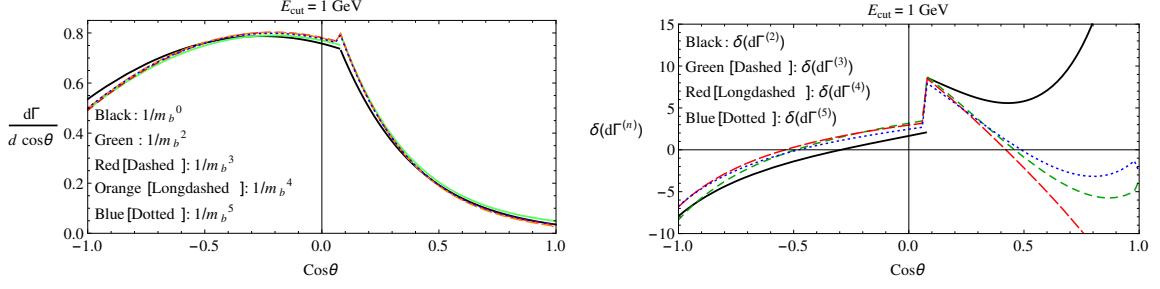 E_cut = 1 GeV
0.8
0.6
0.4
0.2
0.0
dΓ
d cosθ
Black: 1/m_b^0
Green : 1/m_b^2
Red[Dashed ]: 1/m_b^3
Orange [Longdashed ]: 1/m_b^4
Blue[Dotted ]: 1/m_b^5
-1.0 -0.5 0.0 0.5 1.0
Cosθ
E_cut = 1 GeV
15
10
5
0
-5
-10
δ(dΓ^(n))
Black: δ(dΓ^(2))
Green [Dashed ]: δ(dΓ^(3))
Red[Longdashed ]: δ(dΓ^(4))
Blue[Dotted ]: δ(dΓ^(5))
-1.0 -0.5 0.0 0.5 1.0
Cosθ